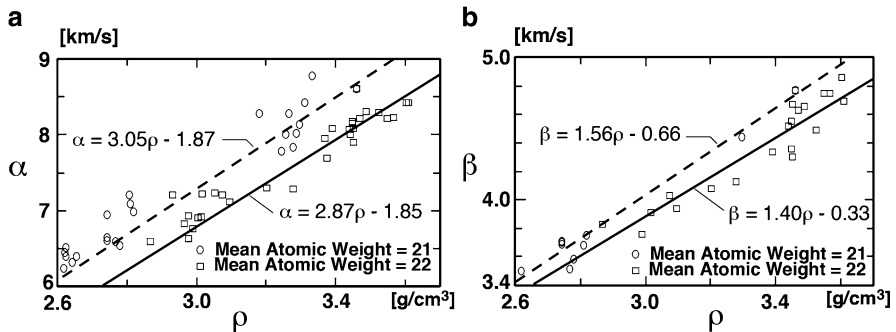 a
[km/s]
9
8
7
6
α
α = 3.05ρ - 1.87
α = 2.87ρ - 1.85
Mean Atomic Weight = 21
Mean Atomic Weight = 22
2.6
3.0
3.4
[g/cm³]
ρ
b
[km/s]
5.0
4.0
3.4
β
β = 1.56ρ - 0.66
β = 1.40ρ - 0.33
Mean Atomic Weight = 21
Mean Atomic Weight = 22
2.6
3.0
3.4
[g/cm³]
ρ